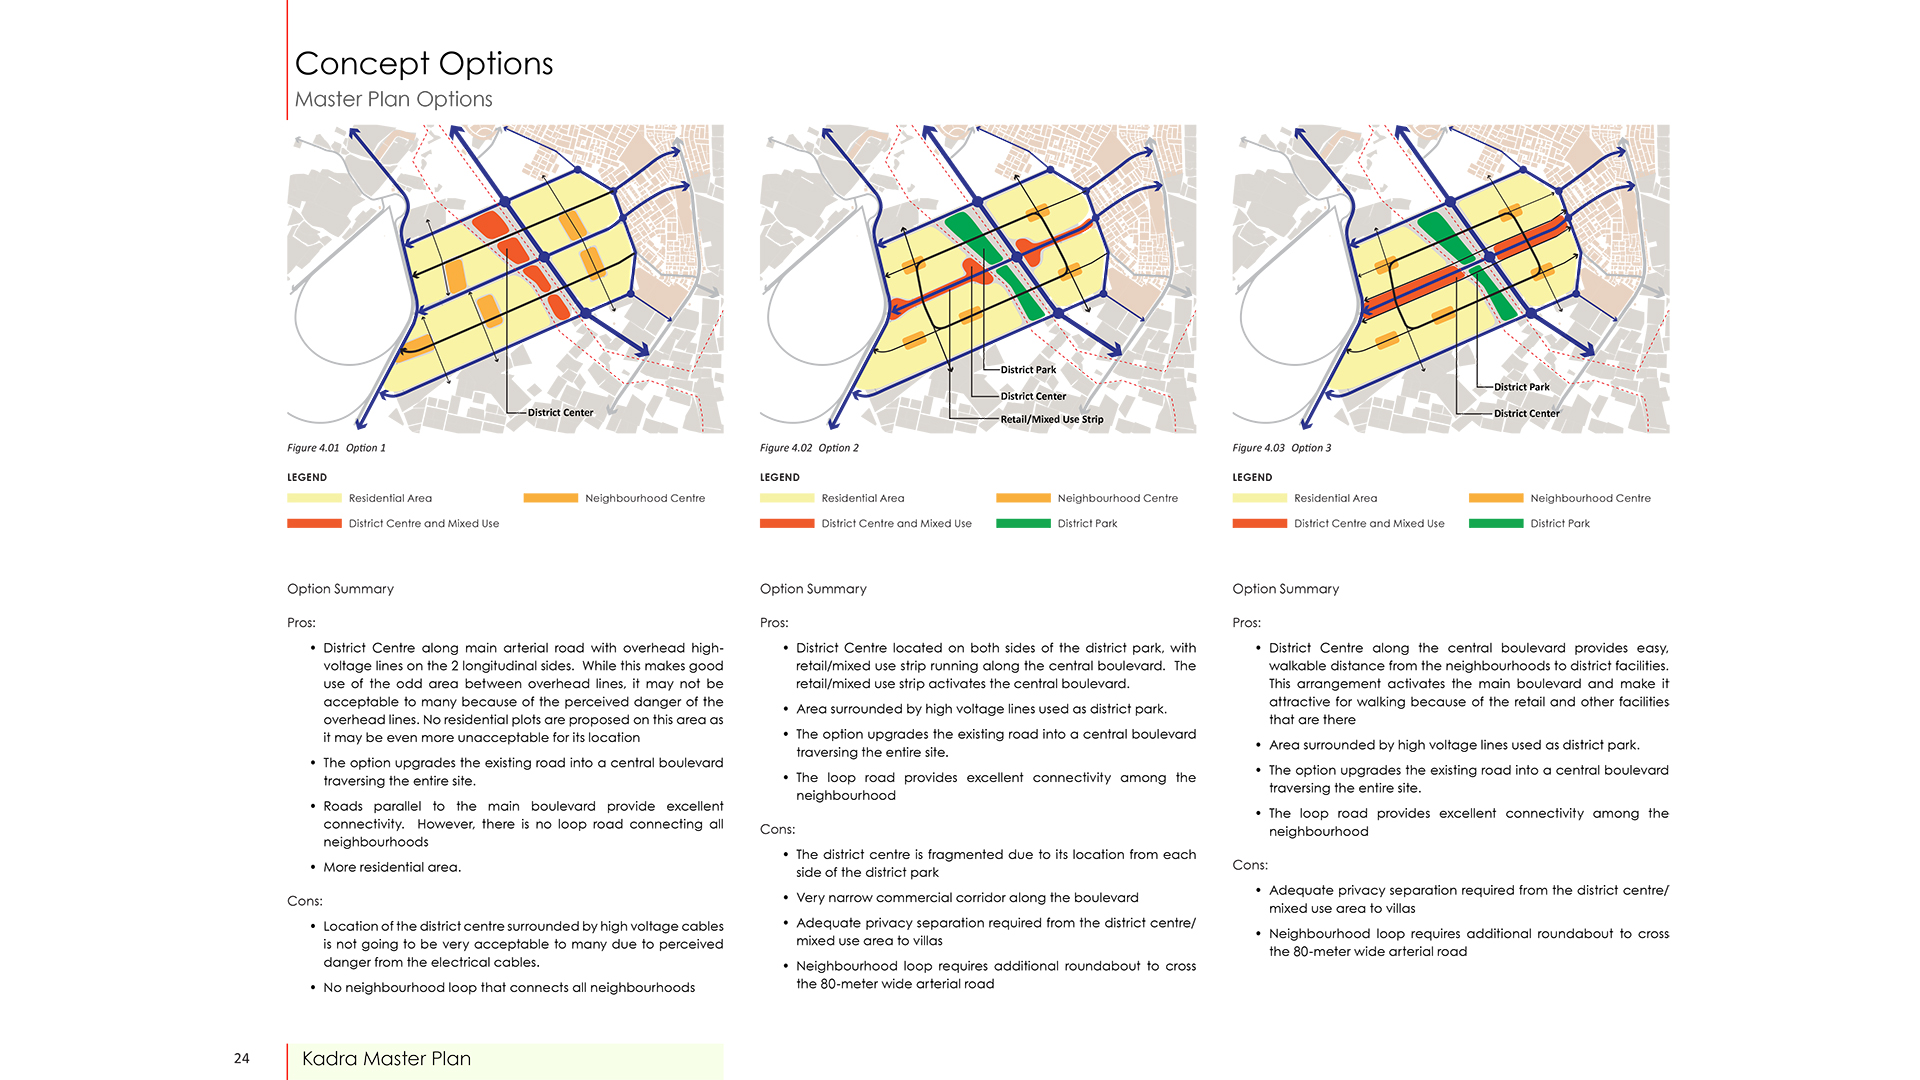 Concept Options
Master Plan Options
District Center
Figure 4.01 Option 1
LEGEND
Residential Area
Neighbourhood Centre
District Centre and Mixed Use
Option Summary
Pros:
• District Centre along main arterial road with overhead high-
voltage lines on the 2 longitudinal sides. While this makes good
use of the odd area between overhead lines, it may not be
acceptable to many because of the perceived danger of the
overhead lines. No residential plots are proposed on this area as
it may be even more unacceptable for its location
• The option upgrades the existing road into a central boulevard
traversing the entire site.
• Roads parallel to the main boulevard provide excellent
connectivity. However, there is no loop road connecting all
neighbourhoods
• More residential area.
Cons:
• Location of the district centre surrounded by high voltage cables
is not going to be very acceptable to many due to perceived
danger from the electrical cables.
• No neighbourhood loop that connects all neighbourhoods
District Park
District Center
Retail/Mixed Use Strip
Figure 4.02 Option 2
LEGEND
Residential Area
Neighbourhood Centre
District Centre and Mixed Use
District Park
Option Summary
Pros:
• District Centre located on both sides of the district park, with
retail/mixed use strip running along the central boulevard. The
retail/mixed use strip activates the central boulevard.
• Area surrounded by high voltage lines used as district park.
• The option upgrades the existing road into a central boulevard
traversing the entire site.
• The loop road provides excellent connectivity among the
neighbourhood
Cons:
• The district centre is fragmented due to its location from each
side of the district park
• Very narrow commercial corridor along the boulevard
• Adequate privacy separation required from the district centre/
mixed use area to villas
• Neighbourhood loop requires additional roundabout to cross
the 80-meter wide arterial road
District Park
District Center
Figure 4.03 Option 3
LEGEND
Residential Area
Neighbourhood Centre
District Centre and Mixed Use
District Park
Option Summary
Pros:
• District Centre along the central boulevard provides easy,
walkable distance from the neighbourhoods to district facilities.
This arrangement activates the main boulevard and make it
attractive for walking because of the retail and other facilities
that are there
• Area surrounded by high voltage lines used as district park.
• The option upgrades the existing road into a central boulevard
traversing the entire site.
• The loop road provides excellent connectivity among the
neighbourhood
Cons:
• Adequate privacy separation required from the district centre/
mixed use area to villas
• Neighbourhood loop requires additional roundabout to cross
the 80-meter wide arterial road
24
Kadra Master Plan